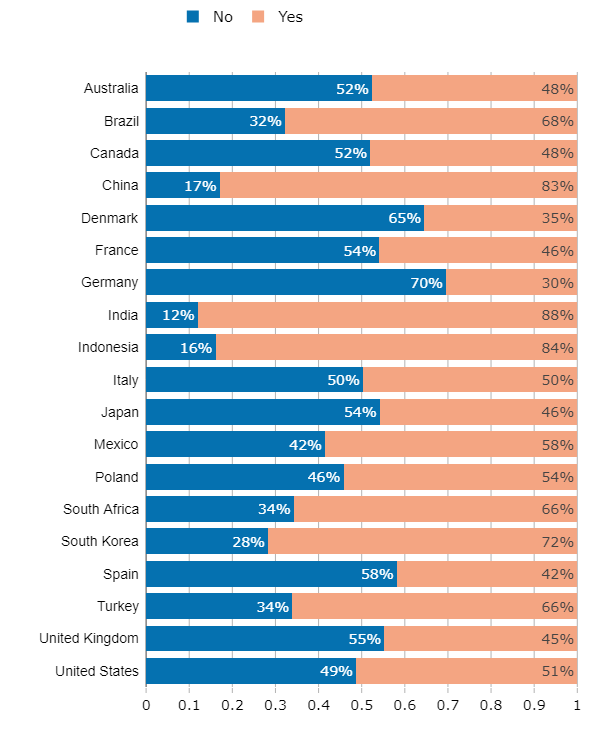 No Yes
Australia 52% 48%
Brazil 32% 68%
Canada 52% 48%
China 17% 83%
Denmark 65% 35%
France 54% 46%
Germany 70% 30%
India 12% 88%
Indonesia 16% 84%
Italy 50% 50%
Japan 54% 46%
Mexico 42% 58%
Poland 46% 54%
South Africa 34% 66%
South Korea 28% 72%
Spain 58% 42%
Turkey 34% 66%
United Kingdom 55% 45%
United States 49% 51%
0 0.1 0.2 0.3 0.4 0.5 0.6 0.7 0.8 0.9 1